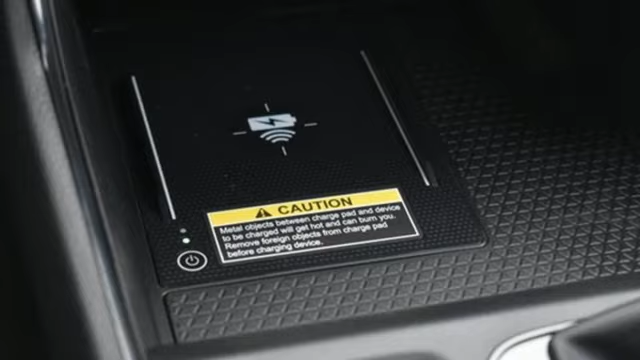 CAUTION
Metal objects between charge pad and device
to be charged will get hot and can burn you.
Remove foreign objects from charge pad
before charging device.